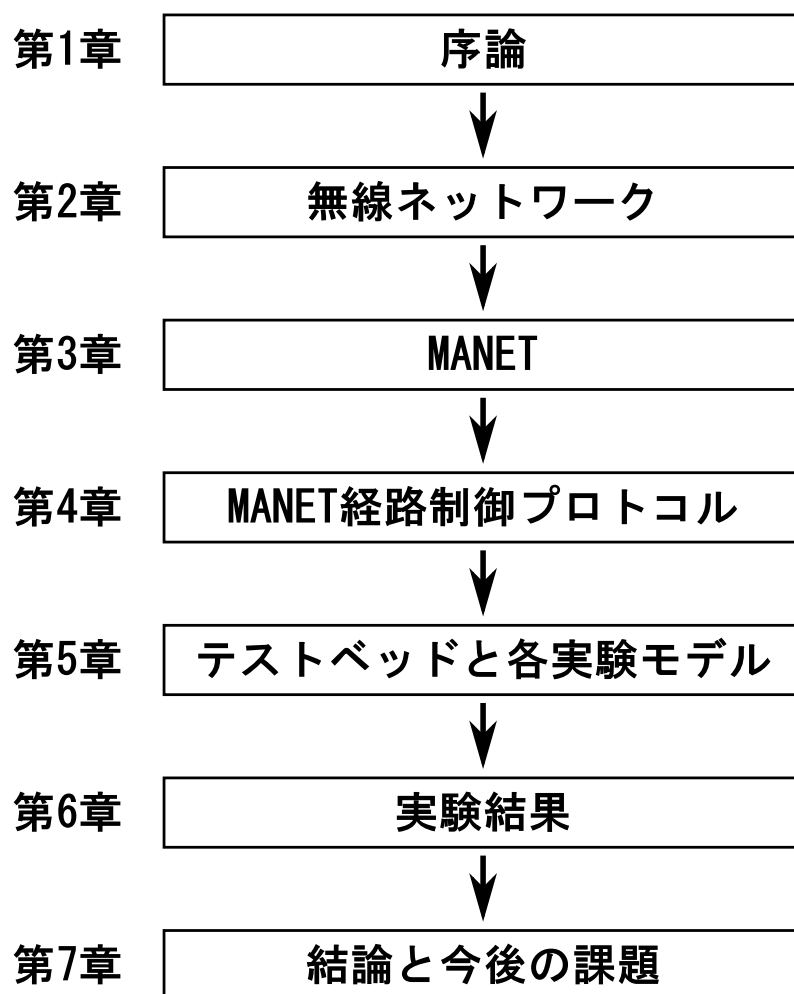 第1章 序論
第2章 無線ネットワーク
第3章 MANET
第4章 MANET経路制御プロトコル
第5章 テストベッドと各実験モデル
第6章 実験結果
第7章 結論と今後の課題